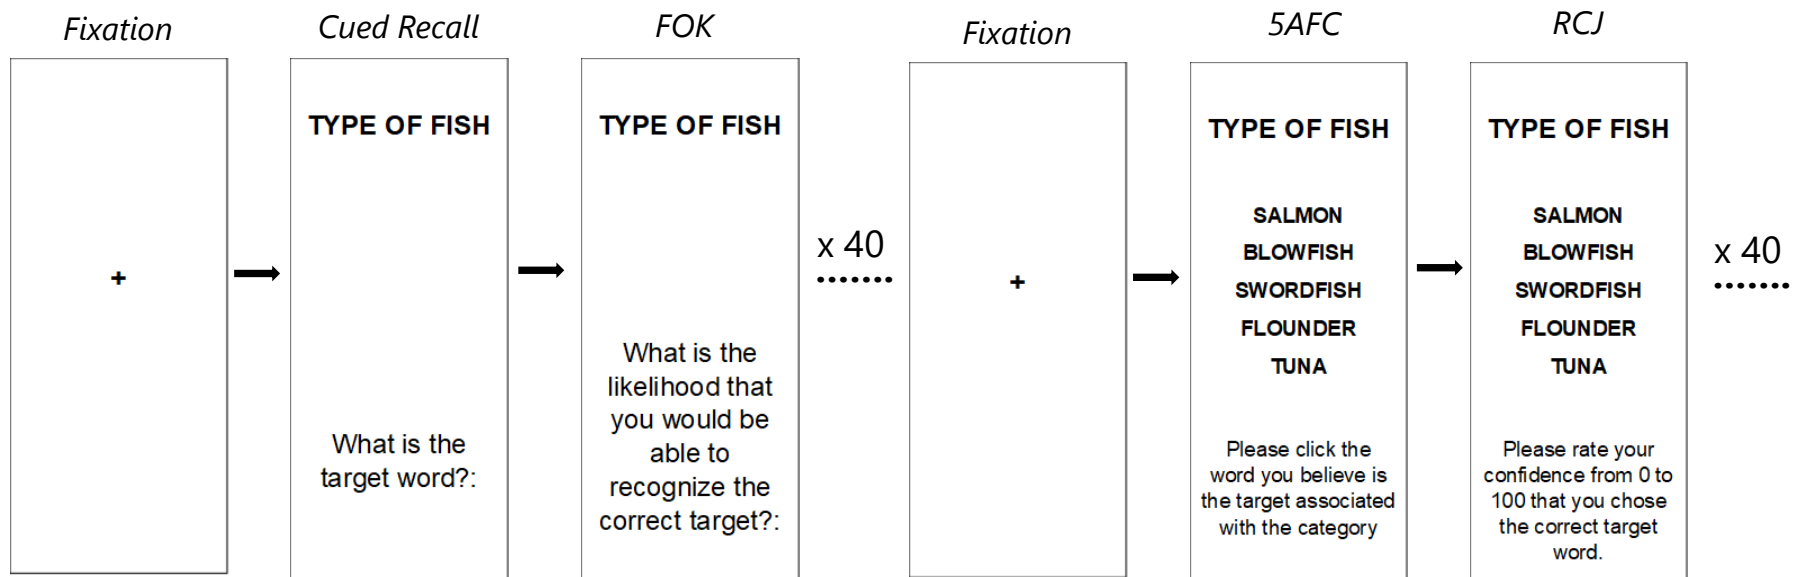 Fixation
+
Cued Recall
TYPE OF FISH
What is the
target word?:
FOK
TYPE OF FISH
What is the
likelihood that
you would be
able to
recognize the
correct target?:
x 40
Fixation
+
5AFC
TYPE OF FISH
SALMON
BLOWFISH
SWORDFISH
FLOUNDER
TUNA
Please click the
word you believe is
the target associated
with the category
RCJ
TYPE OF FISH
SALMON
BLOWFISH
SWORDFISH
FLOUNDER
TUNA
Please rate your
confidence from 0 to
100 that you chose
the correct target
word.
x 40